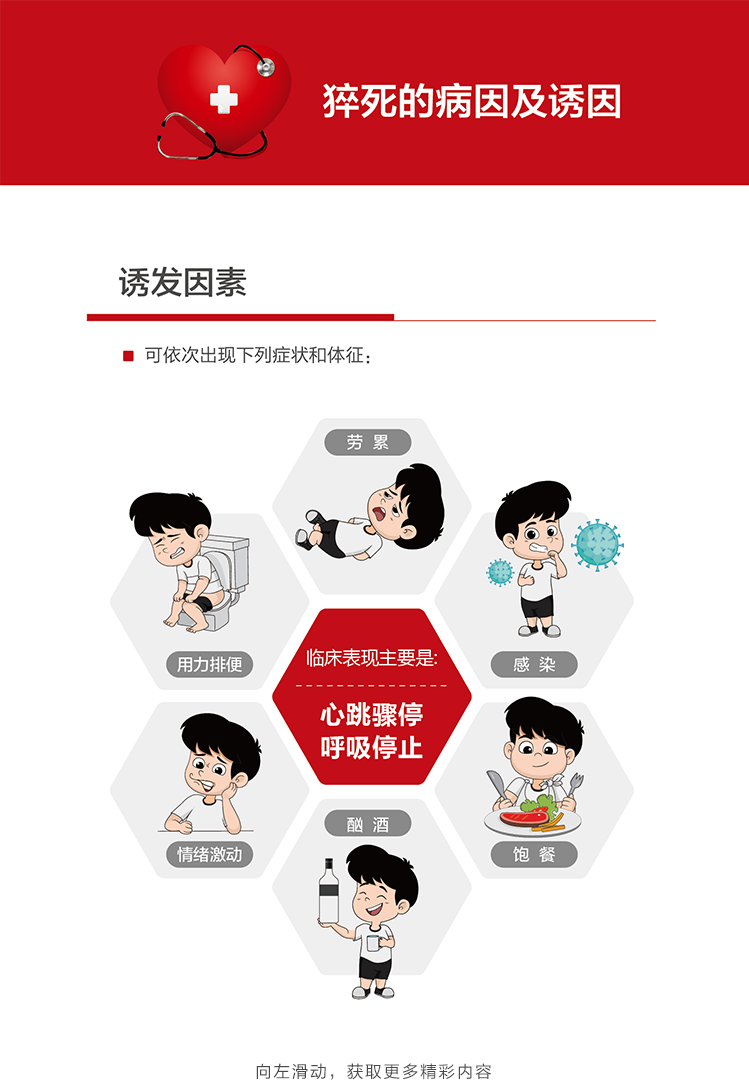 猝死的病因及诱因
诱发因素
可依次出现下列症状和体征：
劳 累
用力排便
感 染
临床表现主要是:
心跳骤停
呼吸停止
情绪激动
酗 酒
饱 餐
向左滑动，获取更多精彩内容